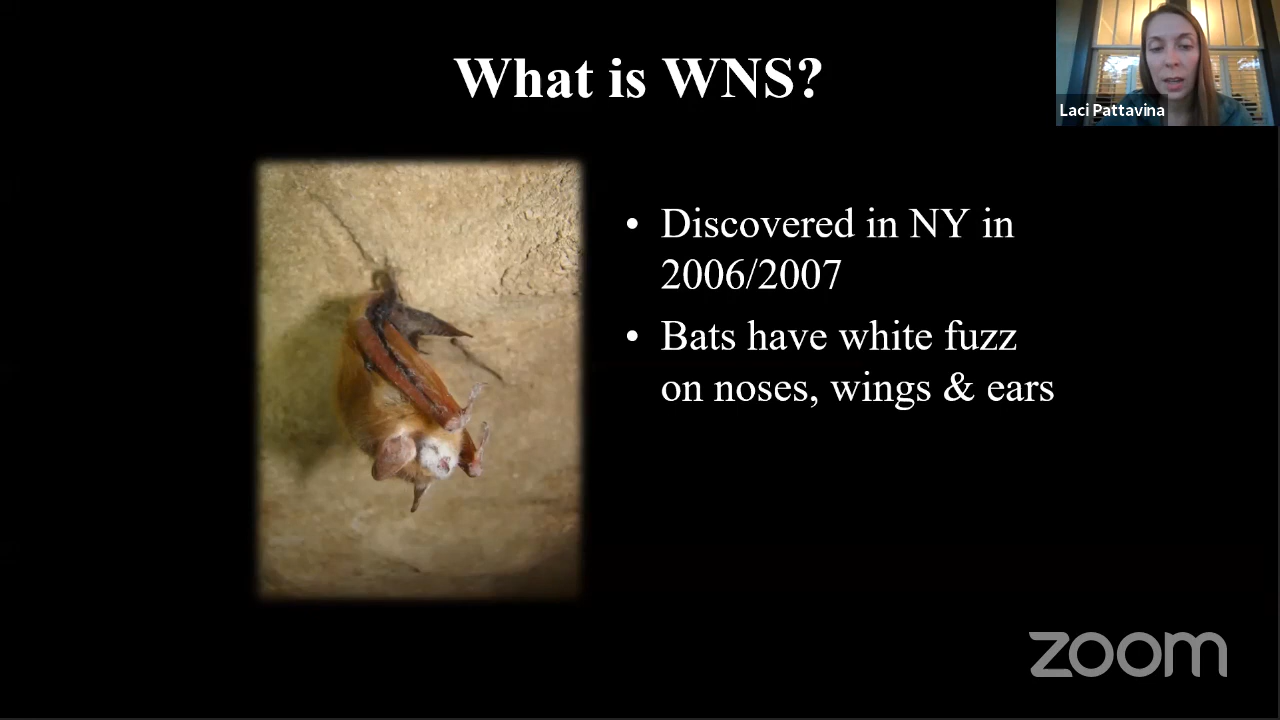 What is WNS?
Laci Pattavina
• Discovered in NY in
2006/2007
• Bats have white fuzz
on noses, wings & ears
zoom